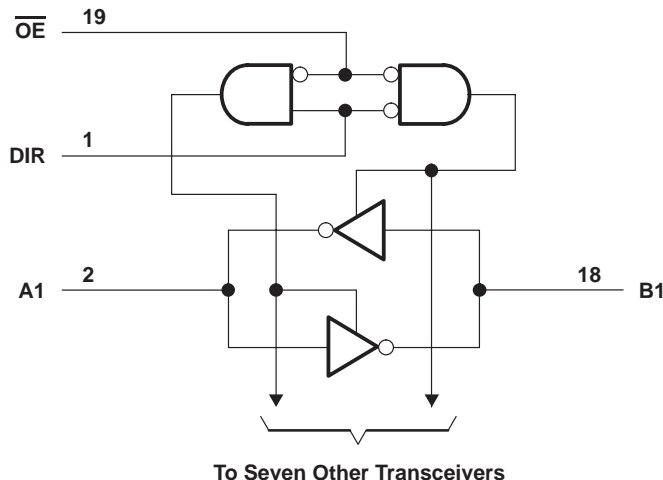 OE 19
DIR 1
A1 2
18 B1
To Seven Other Transceivers